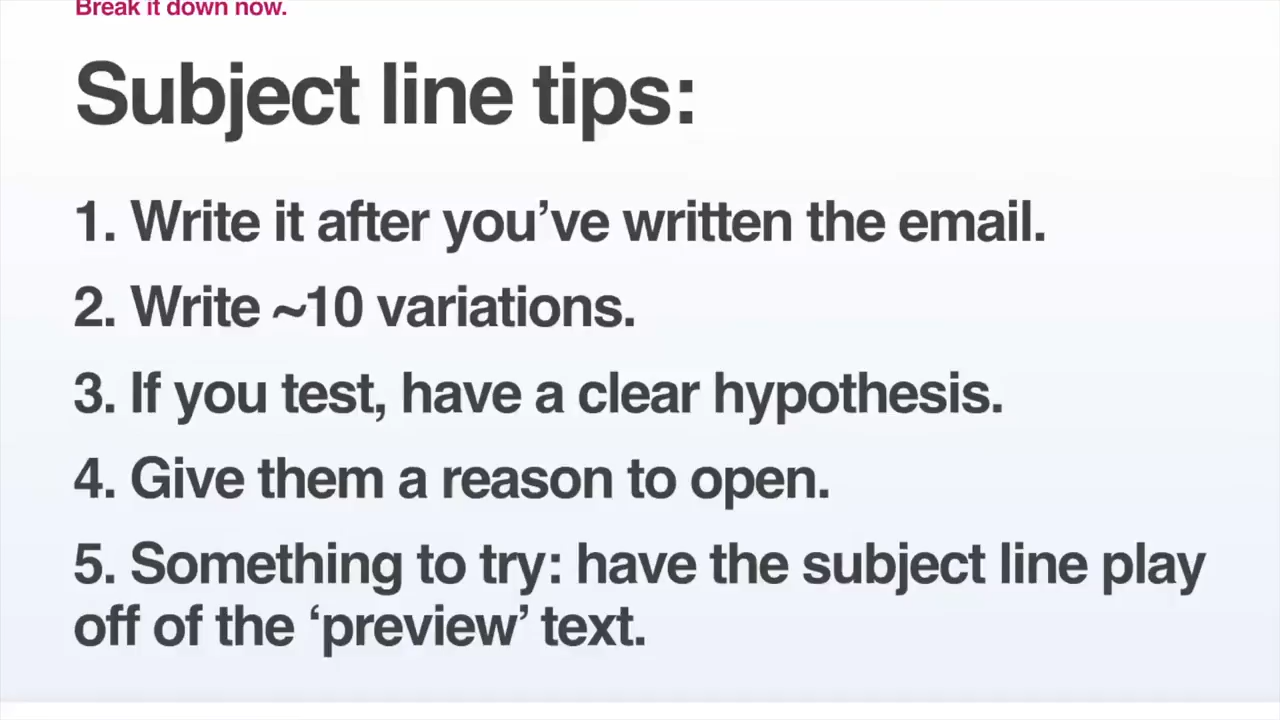 Break it down now.
Subject line tips:
1. Write it after you’ve written the email.
2. Write ~10 variations.
3. If you test, have a clear hypothesis.
4. Give them a reason to open.
5. Something to try: have the subject line play
off of the ‘preview’ text.